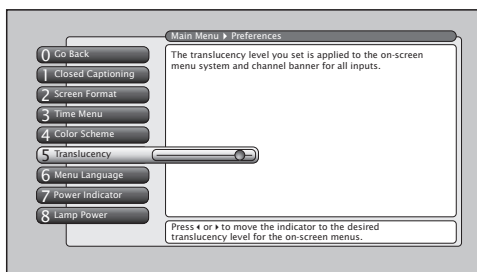 Main Menu ▸ Preferences
0 Go Back
1 Closed Captioning
2 Screen Format
3 Time Menu
4 Color Scheme
5 Translucency
6 Menu Language
7 Power Indicator
8 Lamp Power
The translucency level you set is applied to the on-screen
menu system and channel banner for all inputs.
Press ◂ or ▸ to move the indicator to the desired
translucency level for the on-screen menus.